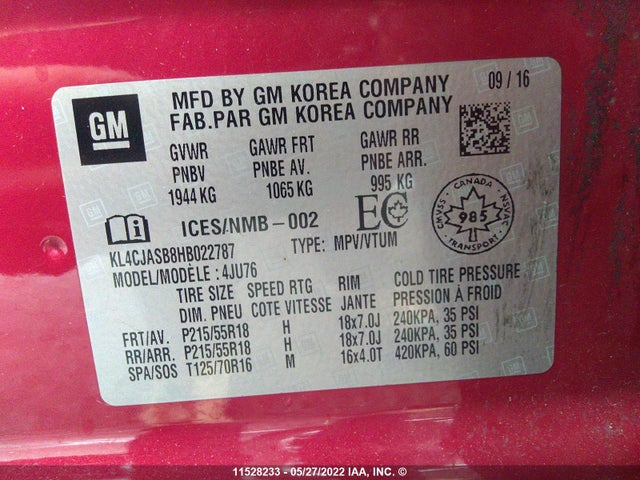 GM
MFD BY GM KOREA COMPANY 09 / 16
FAB.PAR GM KOREA COMPANY
GVWR GAWR FRT GAWR RR
PNBV PNBE AV. PNBE ARR.
1944 KG 1065 KG 995 KG
ICES/NMB-002 EC
CANADA CMVSS NSVAC TRANSPORT 985
KL4CJASB8HB022787 TYPE: MPV/VTUM
MODEL/MODÈLE : 4JU76
TIRE SIZE SPEED RTG RIM COLD TIRE PRESSURE
DIM. PNEU COTE VITESSE JANTE PRESSION À FROID
FRT/AV. P215/55R18 H 18x7.0J 240KPA, 35 PSI
RR/ARR. P215/55R18 H 18x7.0J 240KPA, 35 PSI
SPA/SOS T125/70R16 M 16x4.0T 420KPA, 60 PSI
11528233 - 05/27/2022 IAA, INC. ©